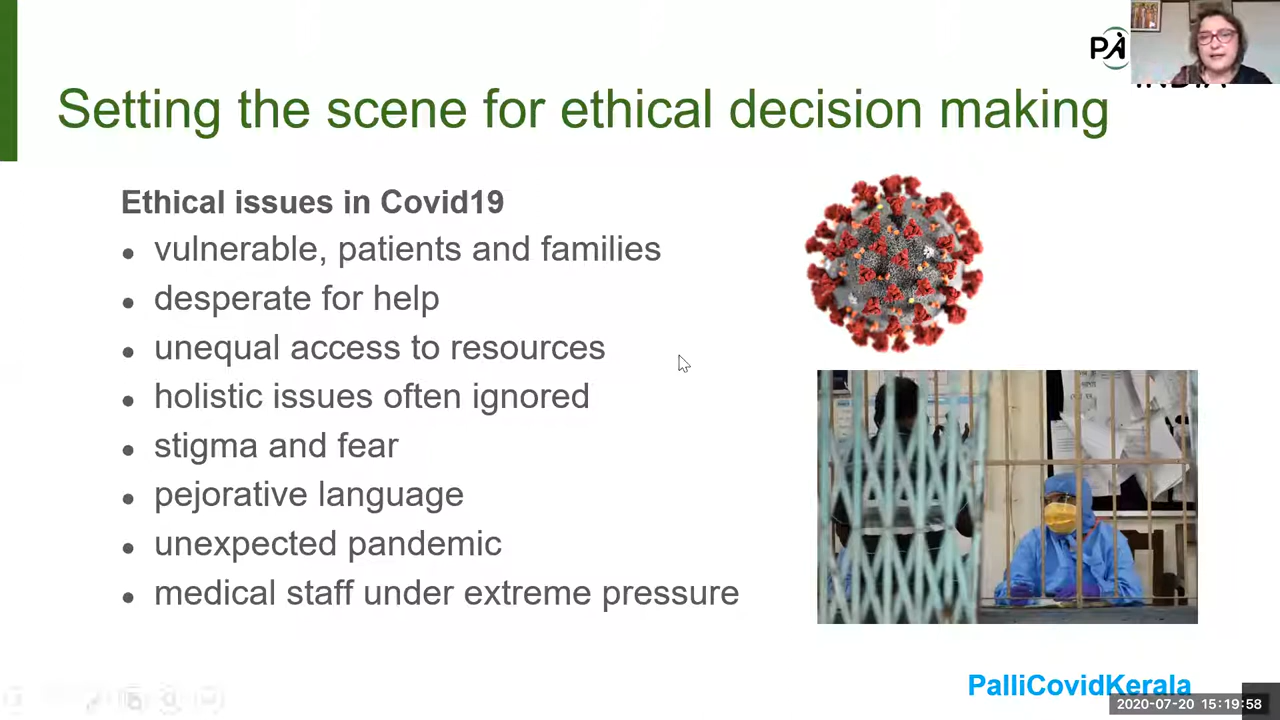 PA
INDIA
Setting the scene for ethical decision making
Ethical issues in Covid19
• vulnerable, patients and families
• desperate for help
• unequal access to resources
• holistic issues often ignored
• stigma and fear
• pejorative language
• unexpected pandemic
• medical staff under extreme pressure
PalliCovidKerala
2020-07-20 15:19:58